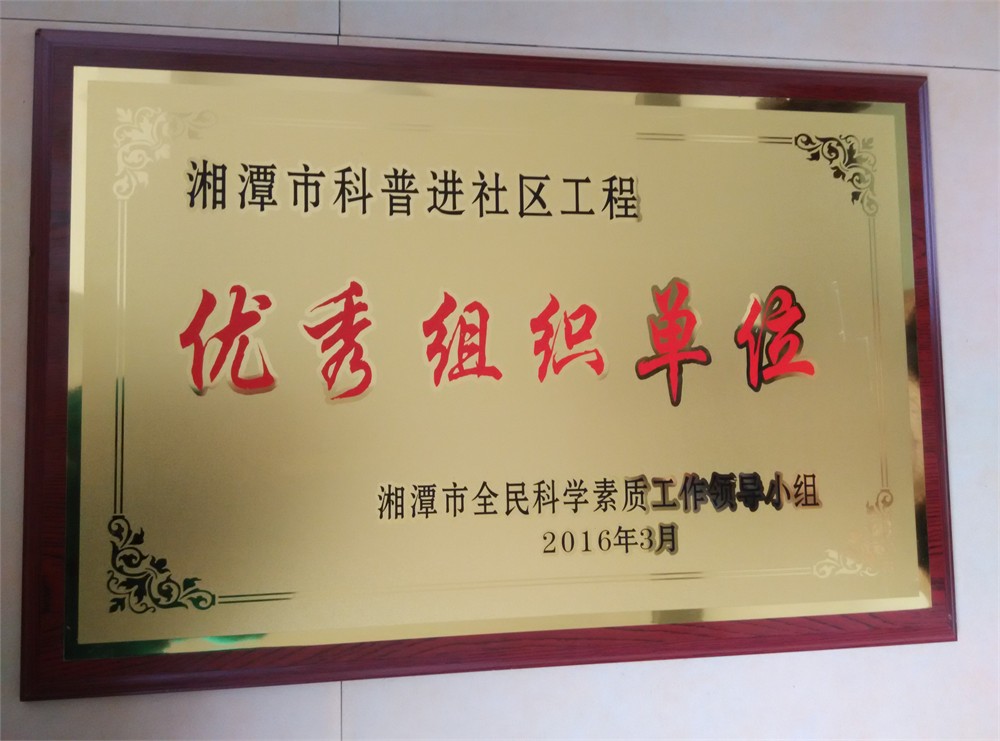 湘潭市科普进社区工程
优秀组织单位
湘潭市全民科学素质工作领导小组
2016年3月